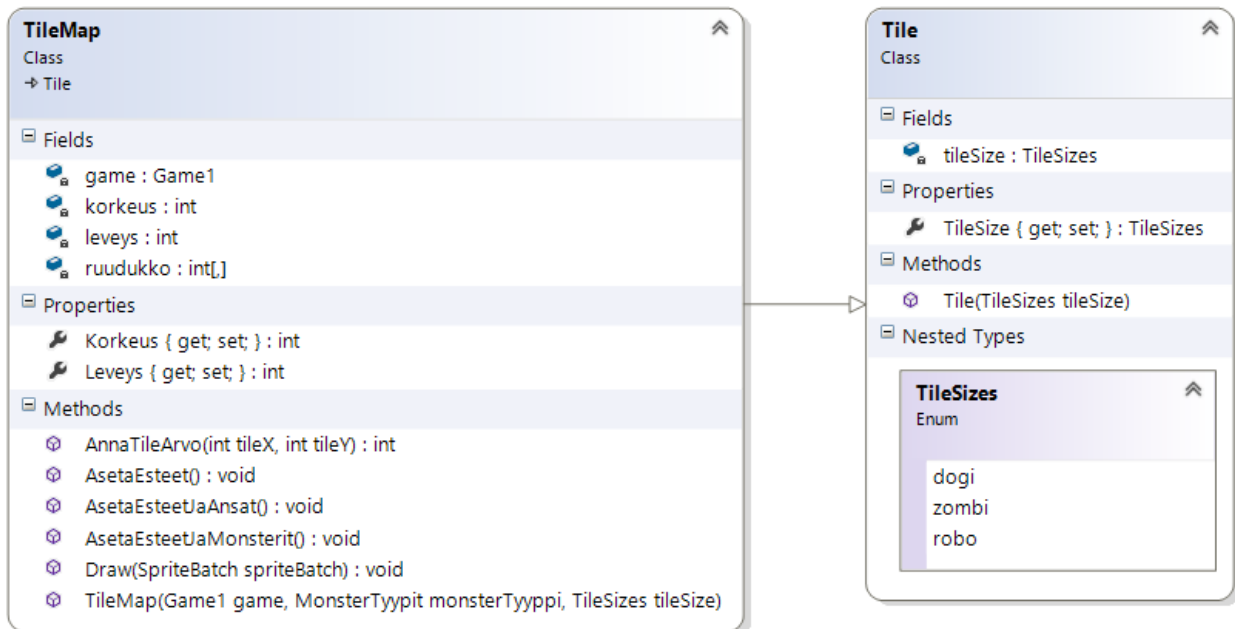 TileMap
Class
Tile
Fields
game : Game1
korkeus : int
leveys : int
ruudukko : int[,]
Properties
Korkeus { get; set; } : int
Leveys { get; set; } : int
Methods
AnnaTileArvo(int tileX, int tileY) : int
AsetaEsteet() : void
AsetaEsteetJaAnsat() : void
AsetaEsteetJaMonsterit() : void
Draw(SpriteBatch spriteBatch) : void
TileMap(Game1 game, MonsterTyypit monsterTyyppi, TileSizes tileSize)
Tile
Class
Fields
tileSize : TileSizes
Properties
TileSize { get; set; } : TileSizes
Methods
Tile(TileSizes tileSize)
Nested Types
TileSizes
Enum
dogi
zombi
robo